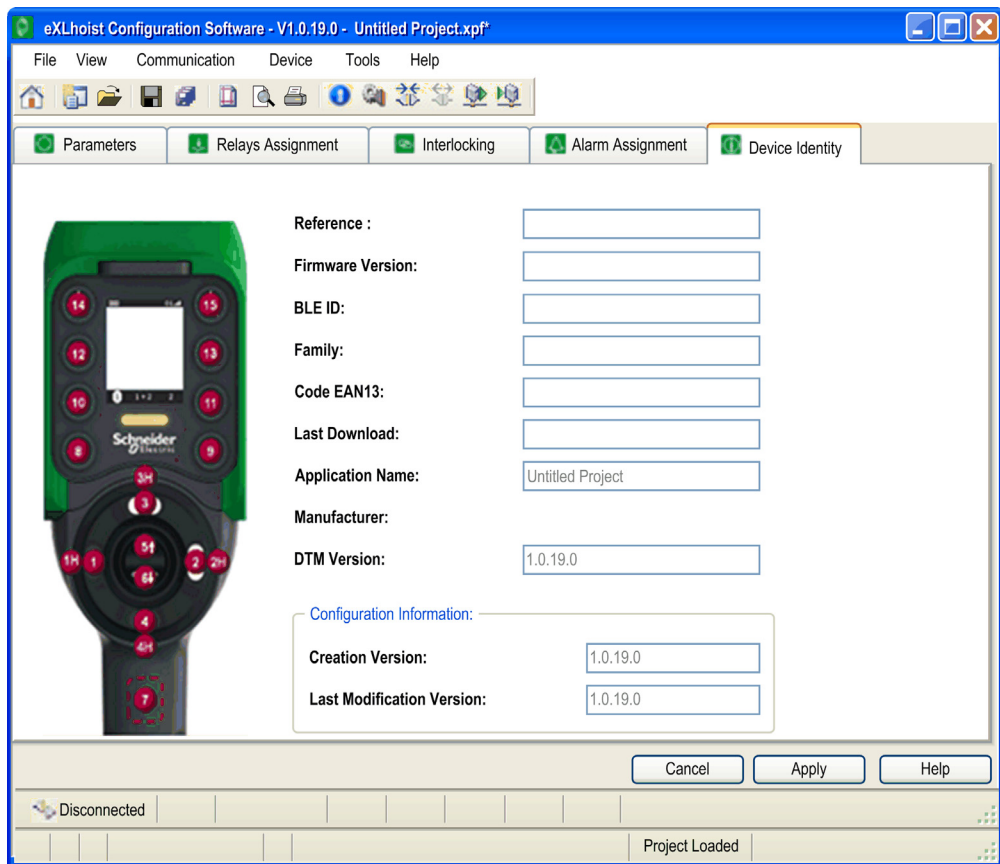 eXLhoist Configuration Software - V1.0.19.0 - Untitled Project.xpf*
File View Communication Device Tools Help
Parameters Relays Assignment Interlocking Alarm Assignment Device Identity
Reference :
Firmware Version:
BLE ID:
Family:
Code EAN13:
Last Download:
Application Name: Untitled Project
Manufacturer:
DTM Version: 1.0.19.0
Configuration Information:
Creation Version: 1.0.19.0
Last Modification Version: 1.0.19.0
14 15
12 13
10 11
1+2 2
Schneider
Electric
8 9
3H
3
5
1H 1 2 2H
6
4
4H
7
Cancel Apply Help
Disconnected
Project Loaded